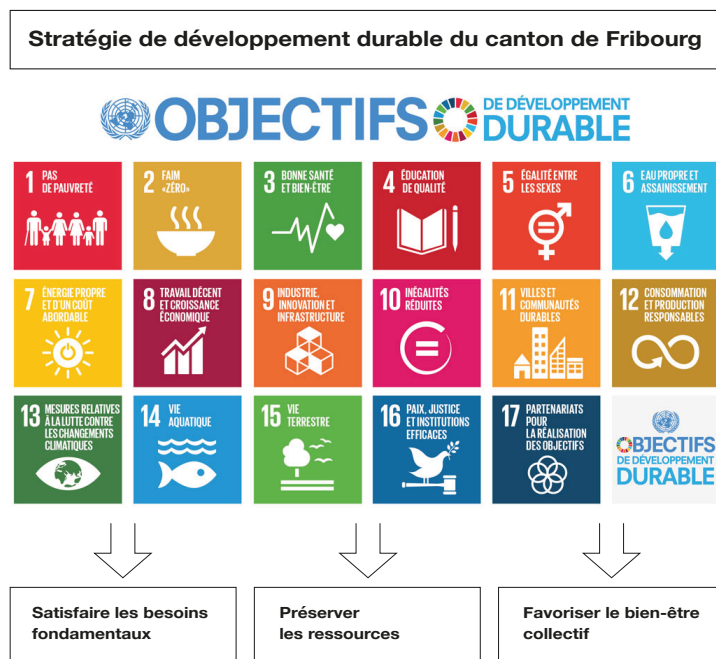 Stratégie de développement durable du canton de Fribourg
OBJECTIFS DE DÉVELOPPEMENT
DURABLE
1 PAS
DE PAUVRETÉ
2 FAIM
«ZÉRO»
3 BONNE SANTÉ
ET BIEN-ÊTRE
4 ÉDUCATION
DE QUALITÉ
5 ÉGALITÉ ENTRE
LES SEXES
6 EAU PROPRE ET
ASSAINISSEMENT
7 ÉNERGIE PROPRE
ET D'UN COÛT
ABORDABLE
8 TRAVAIL DÉCENT
ET CROISSANCE
ÉCONOMIQUE
9 INDUSTRIE,
INNOVATION ET
INFRASTRUCTURE
10 INÉGALITÉS
RÉDUITES
11 VILLES ET
COMMUNAUTÉS
DURABLES
12 CONSOMMATION
ET PRODUCTION
RESPONSABLES
13 MESURES RELATIVES
À LA LUTTE CONTRE
LES CHANGEMENTS
CLIMATIQUES
14 VIE
AQUATIQUE
15 VIE
TERRESTRE
16 PAIX, JUSTICE
ET INSTITUTIONS
EFFICACES
17 PARTENARIATS
POUR
LA RÉALISATION
DES OBJECTIFS
OBJECTIFS
DE DÉVELOPPEMENT
DURABLE
Satisfaire les besoins
fondamentaux
Préserver
les ressources
Favoriser le bien-être
collectif